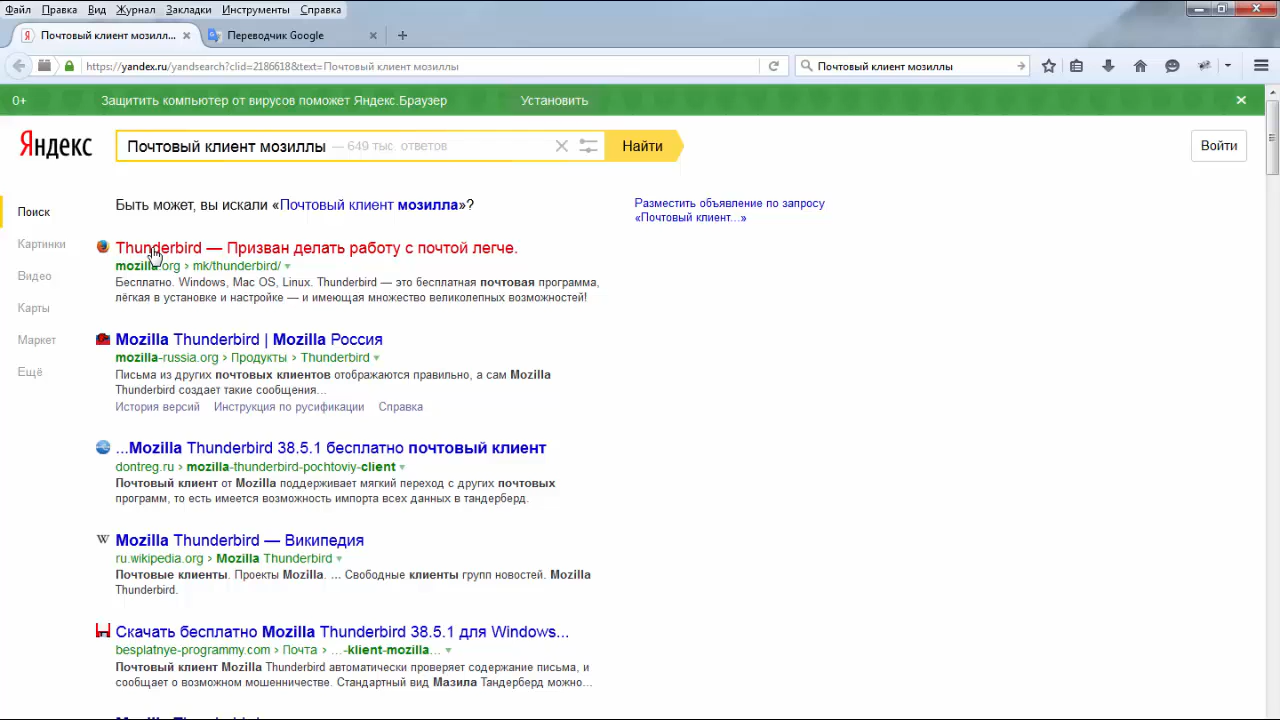 Файл Правка Вид Журнал Закладки Инструменты Справка
Почтовый клиент мозилл... Переводчик Google
https://yandex.ru/yandsearch?clid=2186618&text=Почтовый клиент мозиллы
Почтовый клиент мозиллы
0+ Защитить компьютер от вирусов поможет Яндекс.Браузер Установить
Яндекс
Почтовый клиент мозиллы — 649 тыс. ответов
Найти
Войти
Поиск
Картинки
Видео
Карты
Маркет
Ещё
Быть может, вы искали «Почтовый клиент мозилла»?
Thunderbird — Призван делать работу с почтой легче.
mozilla.org › mk/thunderbird/
Бесплатно. Windows, Mac OS, Linux. Thunderbird — это бесплатная почтовая программа,
лёгкая в установке и настройке — и имеющая множество великолепных возможностей!
Mozilla Thunderbird | Mozilla Россия
mozilla-russia.org › Продукты › Thunderbird
Письма из других почтовых клиентов отображаются правильно, а сам Mozilla
Thunderbird создает такие сообщения...
История версий Инструкция по русификации Справка
...Mozilla Thunderbird 38.5.1 бесплатно почтовый клиент
dontreg.ru › mozilla-thunderbird-pochtoviy-client
Почтовый клиент от Mozilla поддерживает мягкий переход с других почтовых
программ, то есть имеется возможность импорта всех данных в тандерберд.
Mozilla Thunderbird — Википедия
ru.wikipedia.org › Mozilla Thunderbird
Почтовые клиенты. Проекты Mozilla. ... Свободные клиенты групп новостей. Mozilla
Thunderbird.
Скачать бесплатно Mozilla Thunderbird 38.5.1 для Windows...
besplatnye-programmy.com › Почта › ...-klient-mozilla...
Почтовый клиент Mozilla Thunderbird автоматически проверяет содержание письма, и
сообщает о возможном мошенничестве. Стандартный вид Мазила Тандерберд можно...
Разместить объявление по запросу
«Почтовый клиент...»